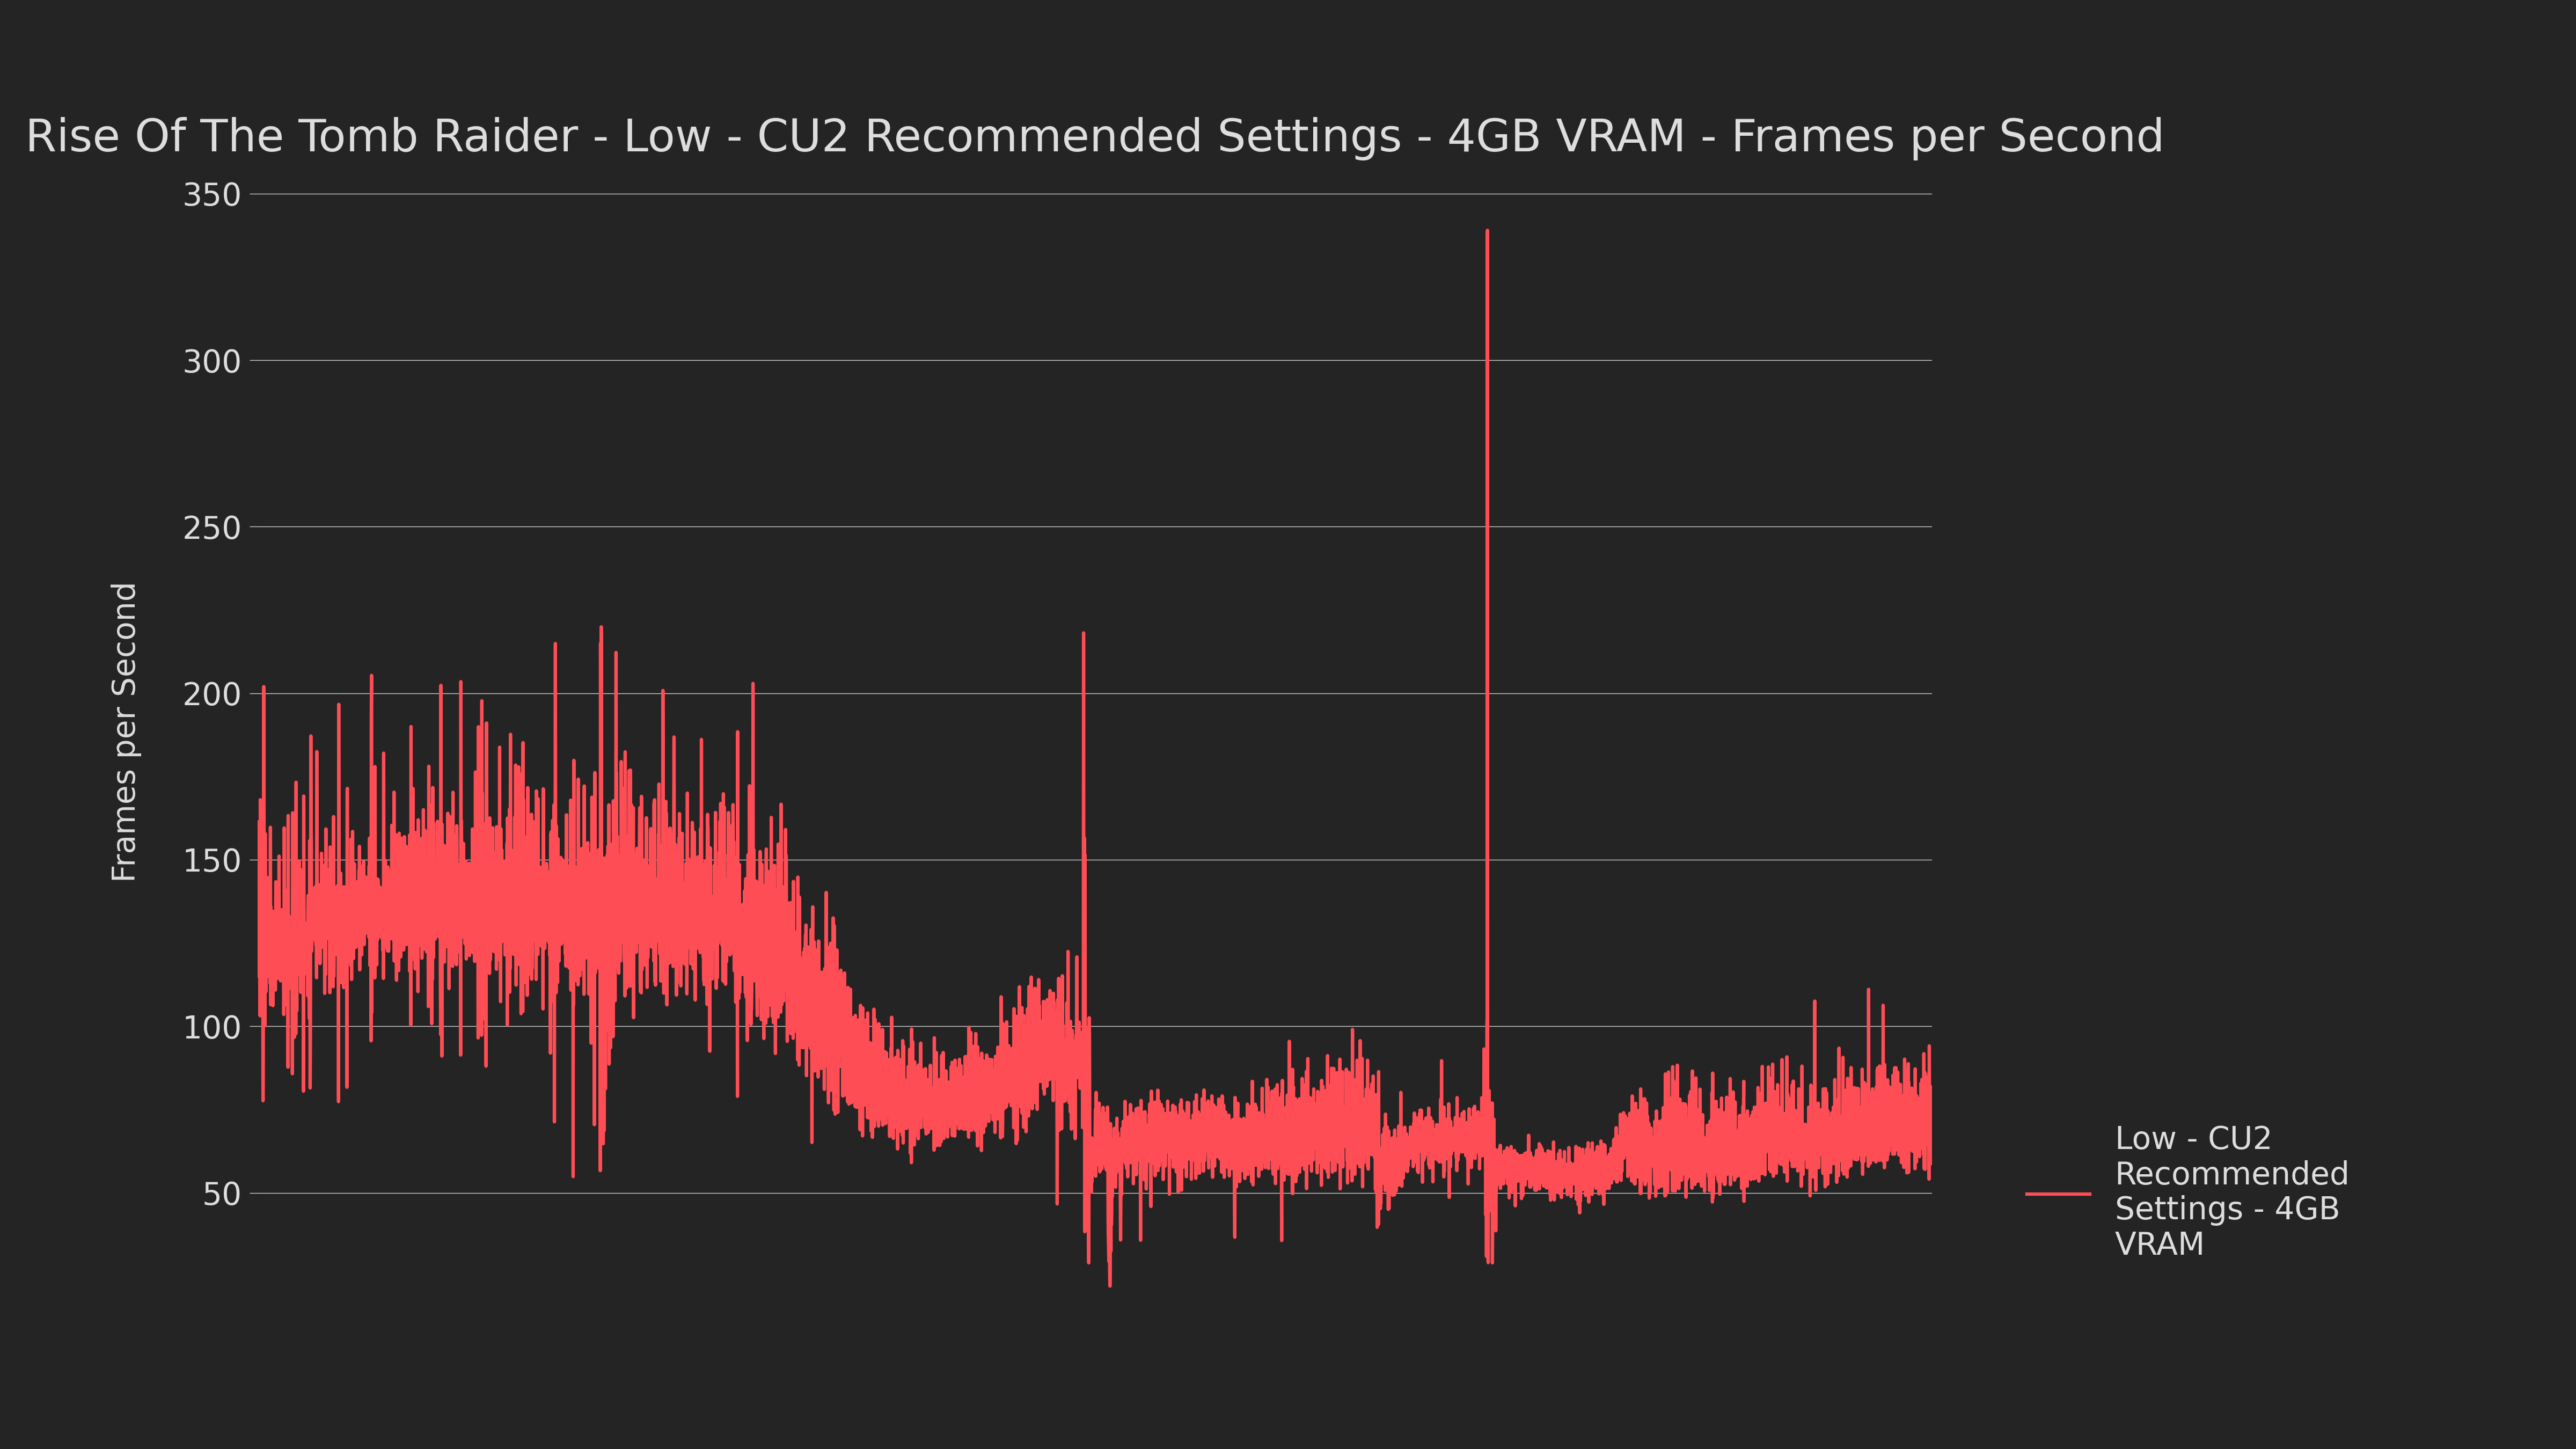 Rise Of The Tomb Raider - Low - CU2 Recommended Settings - 4GB VRAM - Frames per Second
350
300
250
200
150
100
50
Frames per Second
Low - CU2
Recommended
Settings - 4GB
VRAM